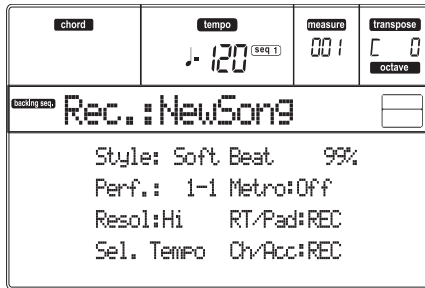 chord tempo measure transpose
♩- 120 seq 1 001 C 0
octave
backing seq. Rec.:NewSong
Style: Soft Beat 99%
Perf.: 1-1 Metro:Off
Resol:Hi RT/Pad:REC
Sel. Tempo Ch/Acc:REC